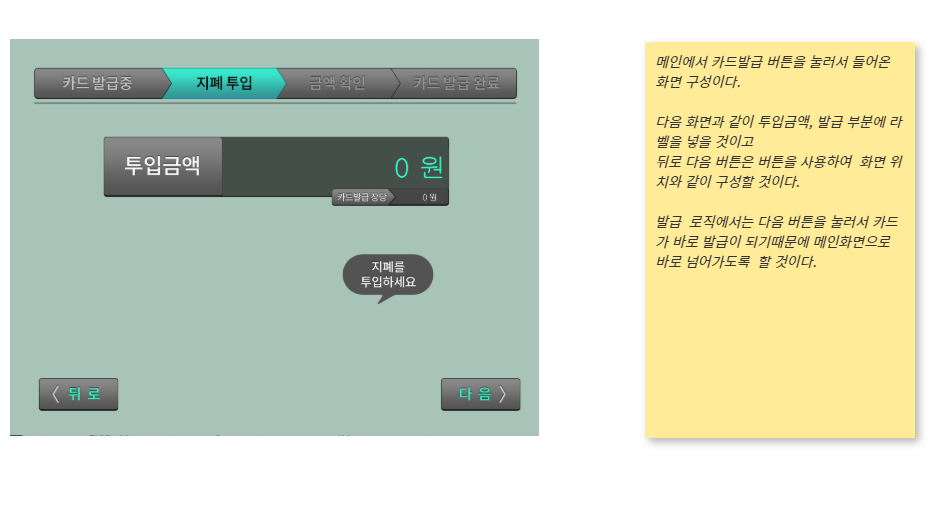 카드 발급중
지폐 투입
금액 확인
카드 발급 완료
투입금액
0 원
카드발급 상당
0 원
지폐를
투입하세요
뒤 로
다 음
메인에서 카드발급 버튼을 눌러서 들어온
화면 구성이다.
다음 화면과 같이 투입금액, 발급 부분에 라
벨을 넣을 것이고
뒤로 다음 버튼은 버튼을 사용하여 화면 위
치와 같이 구성할 것이다.
발급 로직에서는 다음 버튼을 눌러서 카드
가 바로 발급이 되기때문에 메인화면으로
바로 넘어가도록 할 것이다.